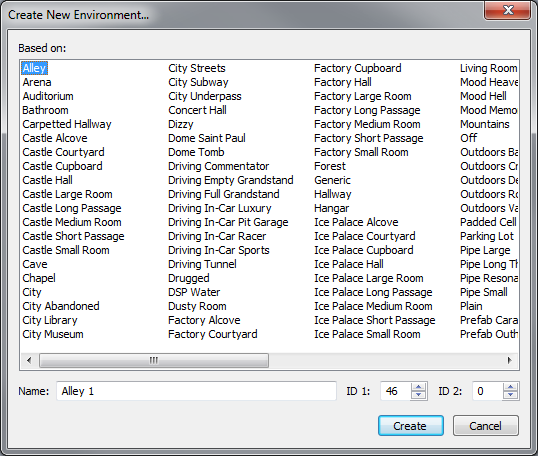 Create New Environment...
Based on:
Alley
Arena
Auditorium
Bathroom
Carpetted Hallway
Castle Alcove
Castle Courtyard
Castle Cupboard
Castle Hall
Castle Large Room
Castle Long Passage
Castle Medium Room
Castle Short Passage
Castle Small Room
Cave
Chapel
City
City Abandoned
City Library
City Museum
City Streets
City Subway
City Underpass
Concert Hall
Dizzy
Dome Saint Paul
Dome Tomb
Driving Commentator
Driving Empty Grandstand
Driving Full Grandstand
Driving In-Car Luxury
Driving In-Car Pit Garage
Driving In-Car Racer
Driving In-Car Sports
Driving Tunnel
Drugged
DSP Water
Dusty Room
Factory Alcove
Factory Courtyard
Factory Cupboard
Factory Hall
Factory Large Room
Factory Long Passage
Factory Medium Room
Factory Short Passage
Factory Small Room
Forest
Generic
Hallway
Hangar
Ice Palace Alcove
Ice Palace Courtyard
Ice Palace Cupboard
Ice Palace Hall
Ice Palace Large Room
Ice Palace Long Passage
Ice Palace Medium Room
Ice Palace Short Passage
Ice Palace Small Room
Living Room
Mood Heave
Mood Hell
Mood Memo
Mountains
Off
Outdoors Ba
Outdoors Cr
Outdoors De
Outdoors Ro
Outdoors Va
Padded Cell
Parking Lot
Pipe Large
Pipe Long Th
Pipe Resona
Pipe Small
Plain
Prefab Cara
Prefab Outh
Name: Alley 1 ID 1: 46 ID 2: 0
Create Cancel